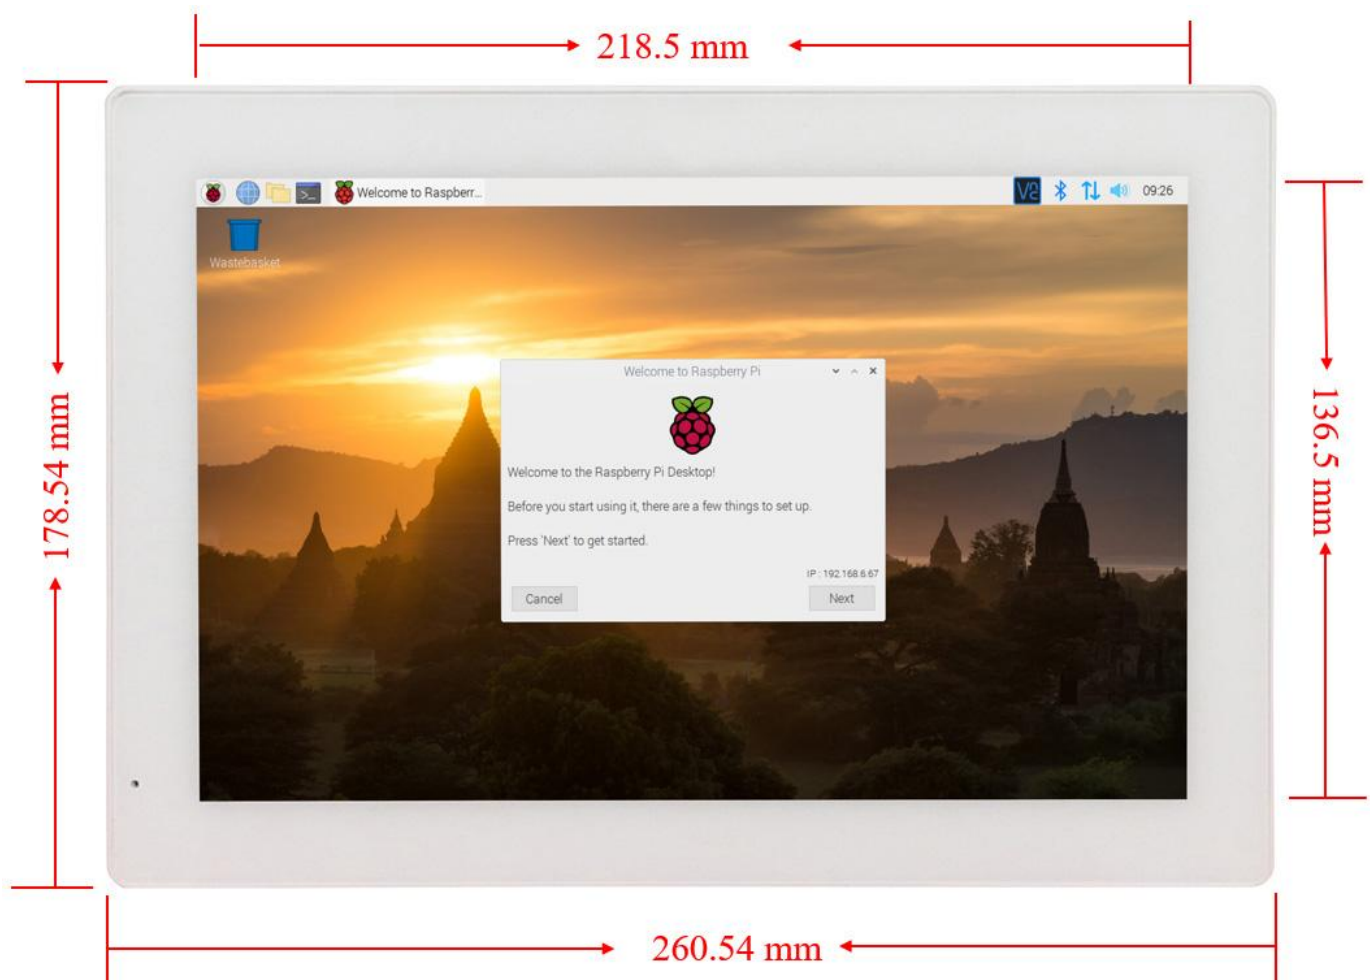 218.5 mm
Welcome to Raspberr...
V2
09:26
Wastebasket
Welcome to Raspberry Pi
Welcome to the Raspberry Pi Desktop!
Before you start using it, there are a few things to set up.
Press 'Next' to get started.
IP : 192.168.6.67
Cancel
Next
178.54 mm
136.5 mm
260.54 mm